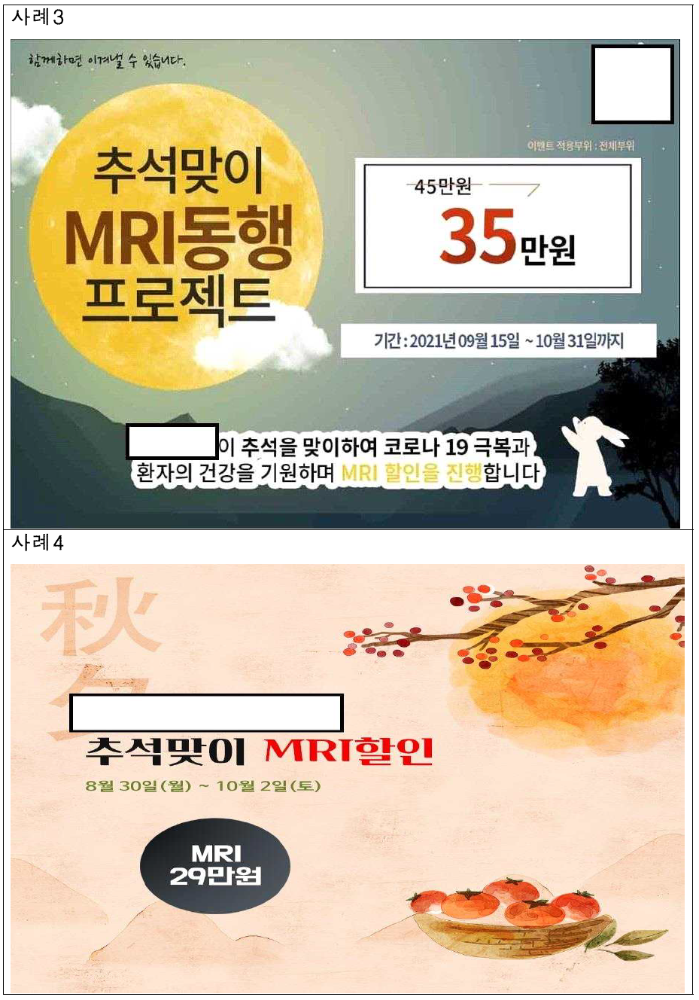 사례3
함께하면 이겨낼 수 있습니다.
이벤트 적용부위 : 전체부위
추석맞이
MRI동행
프로젝트
45만원
35만원
기간 : 2021년 09월 15일 ~ 10월 31일까지
이 추석을 맞이하여 코로나 19 극복과
환자의 건강을 기원하며 MRI 할인을 진행합니다
사례4
秋
夕
추석맞이 MRI할인
8월 30일(월) ~ 10월 2일(토)
MRI
29만원